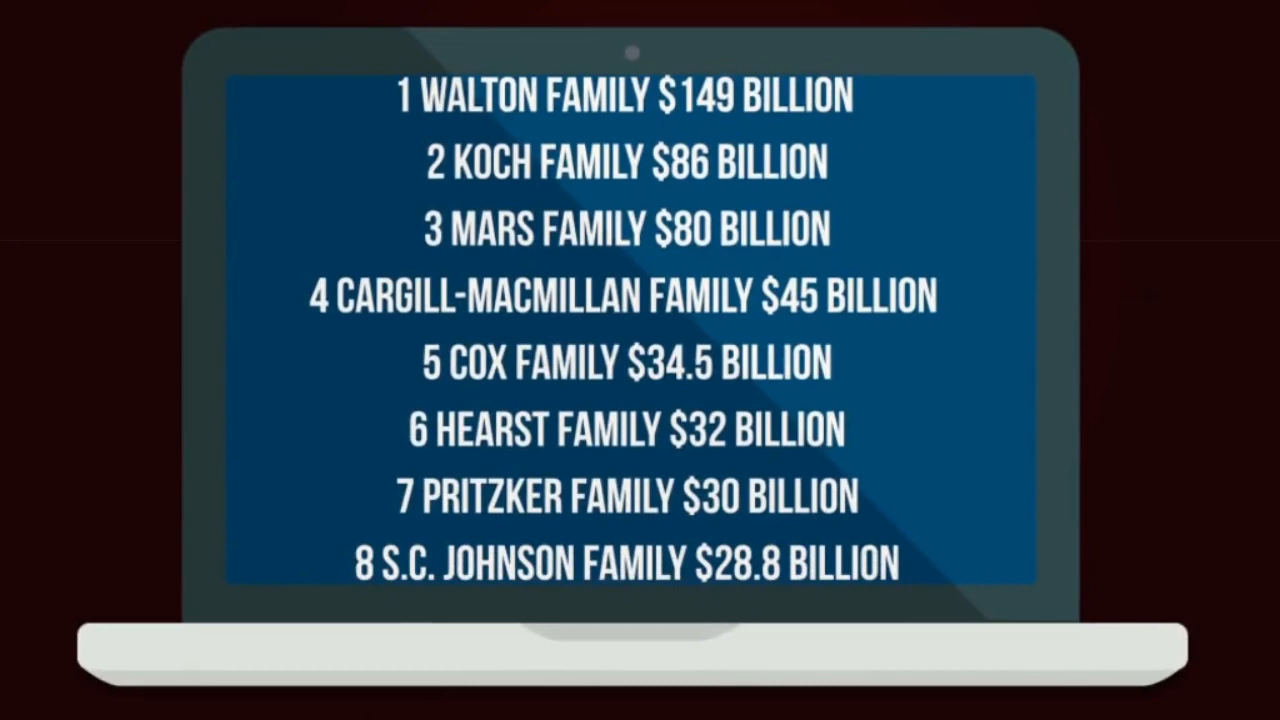 1 WALTON FAMILY $149 BILLION
2 KOCH FAMILY $86 BILLION
3 MARS FAMILY $80 BILLION
4 CARGILL-MACMILLAN FAMILY $45 BILLION
5 COX FAMILY $34.5 BILLION
6 HEARST FAMILY $32 BILLION
7 PRITZKER FAMILY $30 BILLION
8 S.C. JOHNSON FAMILY $28.8 BILLION